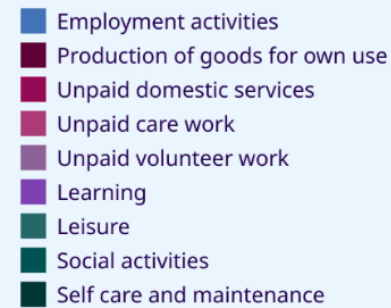 Employment activities
Production of goods for own use
Unpaid domestic services
Unpaid care work
Unpaid volunteer work
Learning
Leisure
Social activities
Self care and maintenance